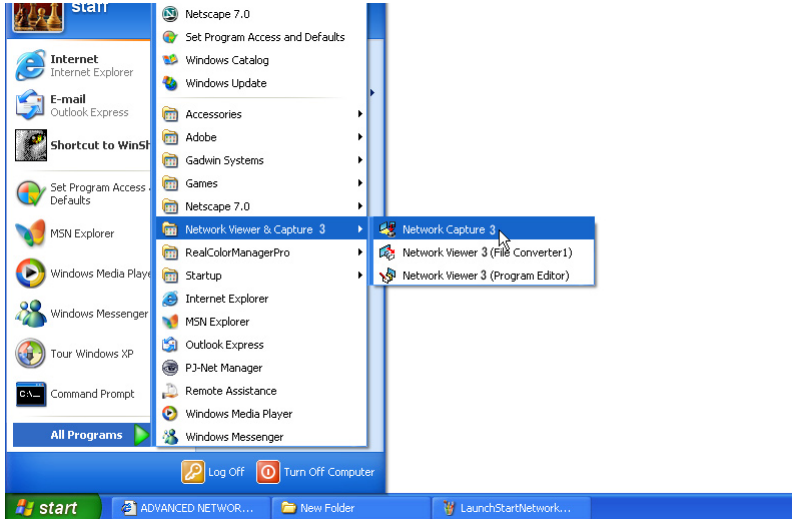 staff
Internet
Internet Explorer
E-mail
Outlook Express
Shortcut to WinSh
Set Program Access
Defaults
MSN Explorer
Windows Media Playe
Windows Messenger
Tour Windows XP
C:\_
Command Prompt
All Programs
Netscape 7.0
Set Program Access and Defaults
Windows Catalog
Windows Update
Accessories
Adobe
Gadwin Systems
Games
Netscape 7.0
Network Viewer & Capture 3
RealColorManagerPro
Startup
Internet Explorer
MSN Explorer
Outlook Express
PJ-Net Manager
Remote Assistance
Windows Media Player
Windows Messenger
Network Capture 3
Network Viewer 3 (File Converter1)
Network Viewer 3 (Program Editor)
Log Off
Turn Off Computer
start
ADVANCED NETWOR...
New Folder
LaunchStartNetwork...